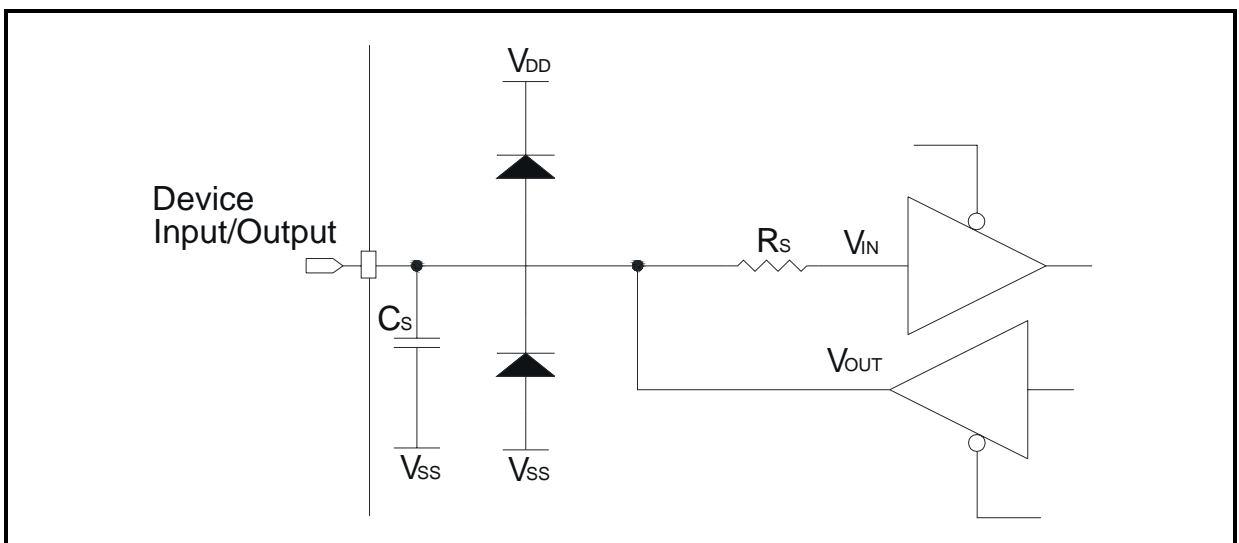 VDD
Device
Input/Output
RS
VIN
CS
VOUT
VSS
VSS